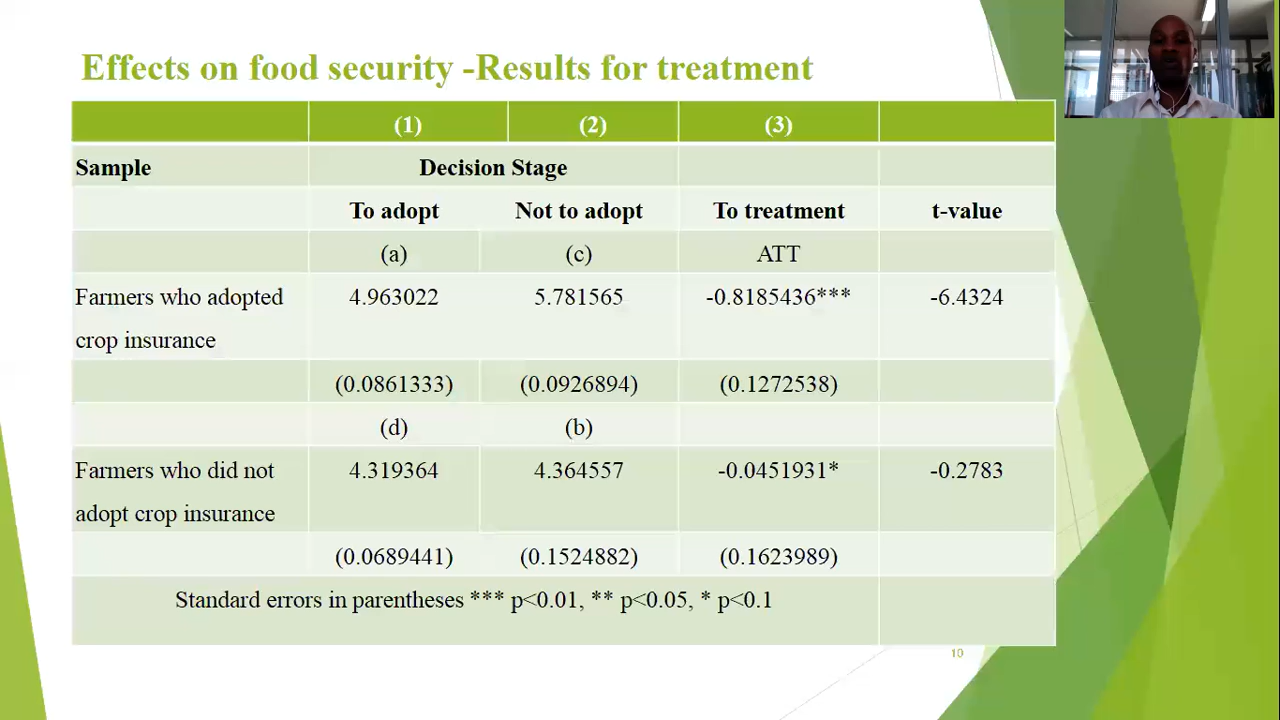 Effects on food security -Results for treatment
(1) (2) (3)
Sample Decision Stage
To adopt Not to adopt To treatment t-value
(a) (c) ATT
Farmers who adopted 4.963022 5.781565 -0.8185436*** -6.4324
crop insurance
(0.0861333) (0.0926894) (0.1272538)
(d) (b)
Farmers who did not 4.319364 4.364557 -0.0451931* -0.2783
adopt crop insurance
(0.0689441) (0.1524882) (0.1623989)
Standard errors in parentheses *** p<0.01, ** p<0.05, * p<0.1
10